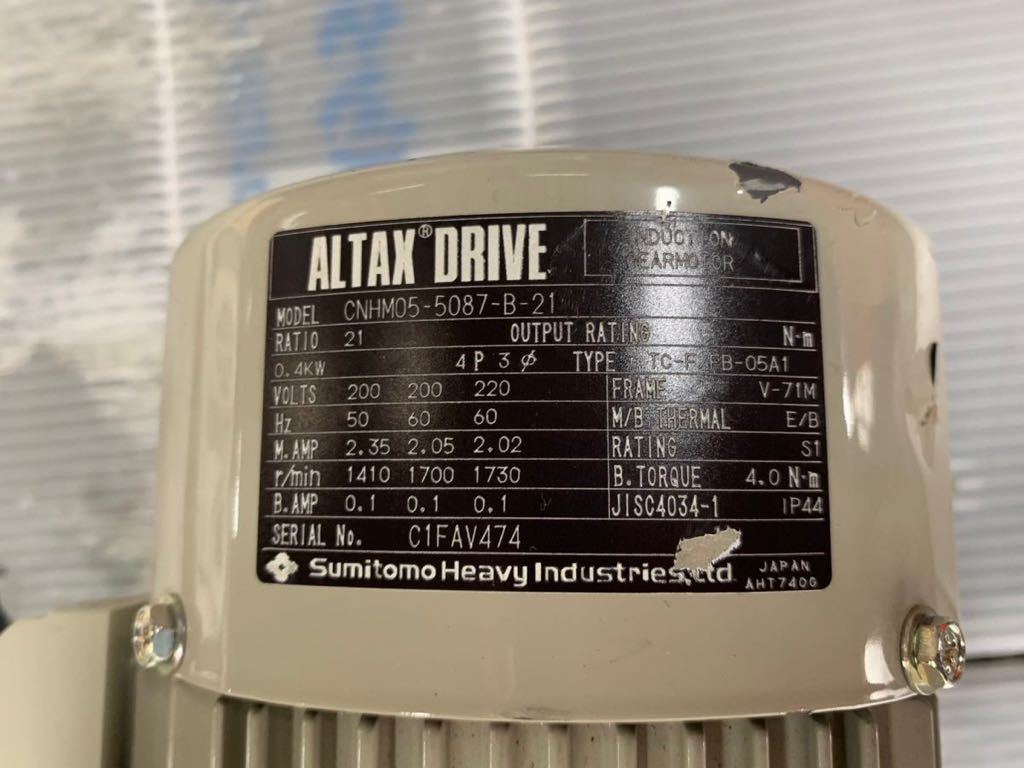 ALTAX® DRIVE
INDUCTION
GEARMOTOR
MODEL CNHM05-5087-B-21
RATIO 21 OUTPUT RATING N-m
0.4KW 4P 3φ TYPE
VOLTS 200 200 220 FRAME V-71M
Hz 50 60 60 M/B THERMAL E/B
M.AMP 2.35 2.05 2.02 RATING S1
r/min 1410 1700 1730 B.TORQUE 4.0 N-m
B.AMP 0.1 0.1 0.1 JISC4034-1 IP44
SERIAL No. C1FAV474
Sumitomo Heavy Industries, Ltd JAPAN
AHT740G